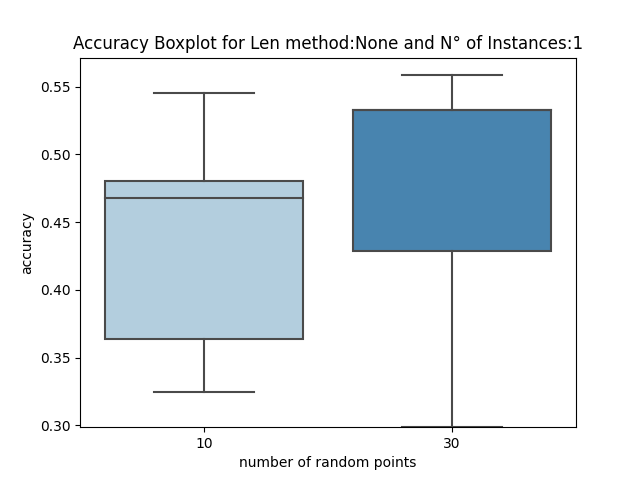 Accuracy Boxplot for Len method:None and N° of Instances:1
0.55
0.50
0.45
0.40
0.35
0.30
accuracy
10 30
number of random points